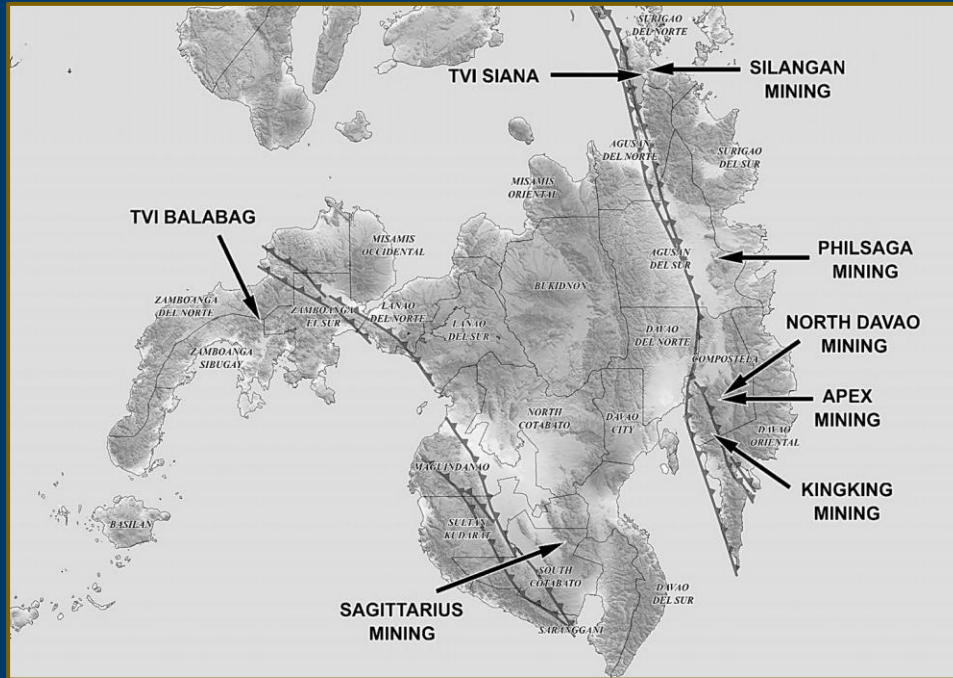 SURIGAO
DEL NORTE
TVI SIANA
SILANGAN
MINING
AGUSAN
DEL NORTE
SURIGAO
DEL SUR
MISAMIS
ORIENTAL
TVI BALABAG
MISAMIS
OCCIDENTAL
AGUSAN
DEL SUR
PHILSAGA
MINING
BUKIDNON
ZAMBOANGA
DEL NORTE
ZAMBOANGA
EL SUR
LANAO
DEL NORTE
LANAO
DEL SUR
DAVAO
DEL NORTE
NORTH DAVAO
MINING
ZAMBOANGA
SIBUGAY
COMPOSTELA
APEX
MINING
NORTH
COTABATO
DAVAO
CITY
DAVAO
ORIENTAL
MAGUINDANAO
KINGKING
MINING
BASILAN
SULTAN
KUDARAT
SOUTH
COTABATO
DAVAO
DEL SUR
SAGITTARIUS
MINING
SARANGGANI